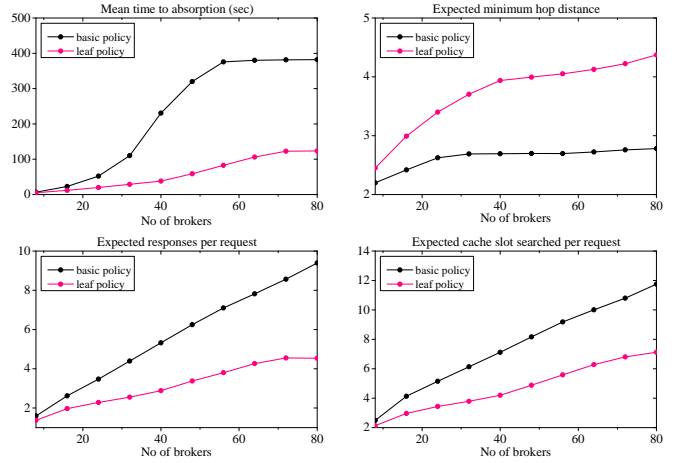 Mean time to absorption (sec)
500
400
300
200
100
0
20
40
60
80
No of brokers
basic policy
leaf policy
Expected minimum hop distance
5
4
3
2
20
40
60
80
No of brokers
basic policy
leaf policy
Expected responses per request
10
8
6
4
2
20
40
60
80
No of brokers
basic policy
leaf policy
Expected cache slot searched per request
14
12
10
8
6
4
2
20
40
60
80
No of brokers
basic policy
leaf policy